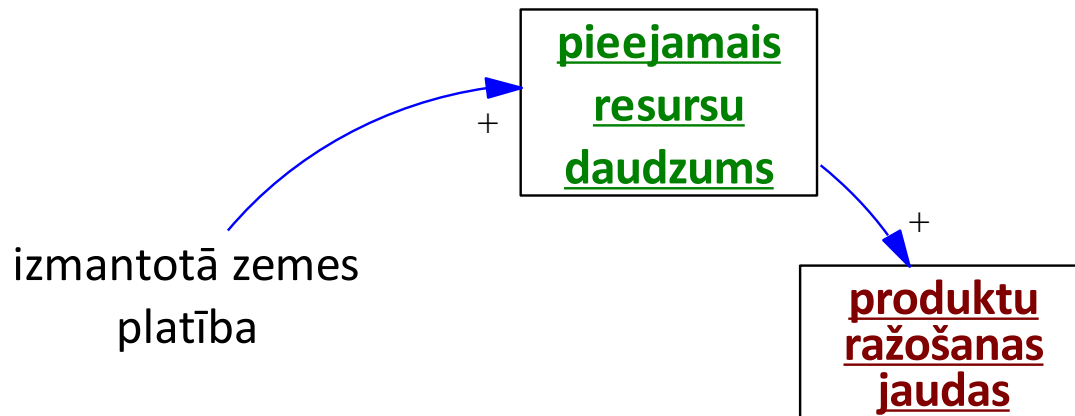 pieejamais
resursu
daudzums
+
+
izmantotā zemes
platība
produktu
ražošanas
jaudas